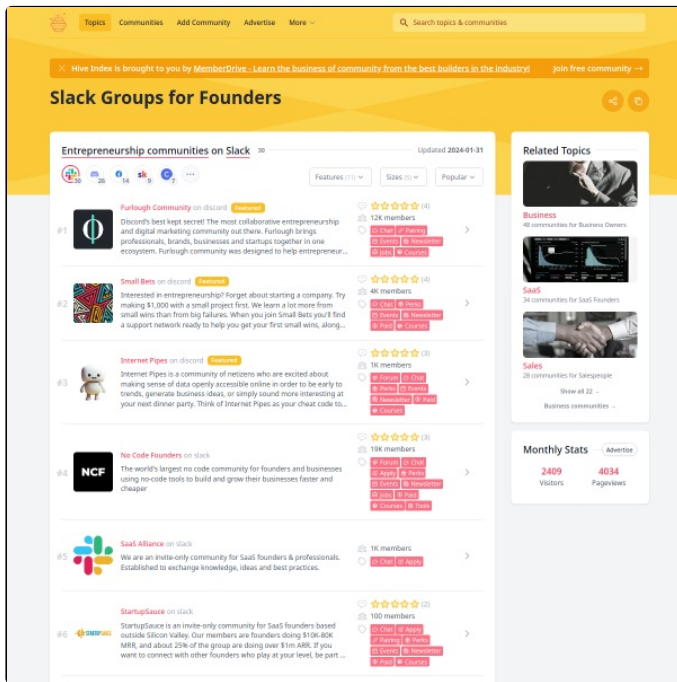 Topics Communities Add Community Advertise More
Search topics & communities
Hive Index is brought to you by MemberDrive - Learn the business of community from the best builders in the industry! Join free community →
Slack Groups for Founders
Entrepreneurship communities on Slack 30
Updated 2024-01-31
30 26 14 9 7 ...
Features (11) Sizes (5) Popular
#1
Furlough Community on discord Featured
Discord's best kept secret! The most collaborative entrepreneurship
and digital marketing community out there. Furlough brings
professionals, brands, businesses and startups together in one
ecosystem. Furlough community was designed to help entrepreneur...
(4)
12K members
Chat Pairing
Events Newsletter
Jobs Courses
#2
Small Bets on discord Featured
Interested in entrepreneurship? Forget about starting a company. Try
making $1,000 with a small project first. We learn a lot more from
small wins than from big failures. When you join Small Bets you'll find
a support network ready to help you get your first small wins, along...
(4)
4K members
Chat Perks
Events Newsletter
Paid Courses
#3
Internet Pipes on discord Featured
Internet Pipes is a community of netizens who are excited about
making sense of data openly accessible online in order to be early to
trends, generate business ideas, or simply sound more interesting at
your next dinner party. Think of Internet Pipes as your cheat code to...
(3)
1K members
Forum Chat
Perks Events
Newsletter Paid
Courses
#4
NCF
No Code Founders on slack
The world's largest no code community for founders and businesses
using no-code tools to build and grow their businesses faster and
cheaper
(3)
19K members
Forum Chat
Apply Perks
Events Newsletter
Jobs Paid
Courses Tools
#5
SaaS Alliance on slack
We are an invite-only community for SaaS founders & professionals.
Established to exchange knowledge, ideas and best practices.
1K members
Chat Apply
#6
STARTUPSAUCE
StartupSauce on slack
StartupSauce is an invite-only community for SaaS founders based
outside Silicon Valley. Our members are founders doing $10K-80K
MRR, and about 25% of the group are doing over $1m ARR. If you
want to connect with other founders who play at your level, be part ...
(2)
100 members
Chat Apply
Pairing Perks
Events Newsletter
Paid Courses
Related Topics
Business
48 communities for Business Owners
SaaS
34 communities for SaaS Founders
Sales
28 communities for Salespeople
Show all 22
Business communities
Monthly Stats Advertise
2409 4034
Visitors Pageviews